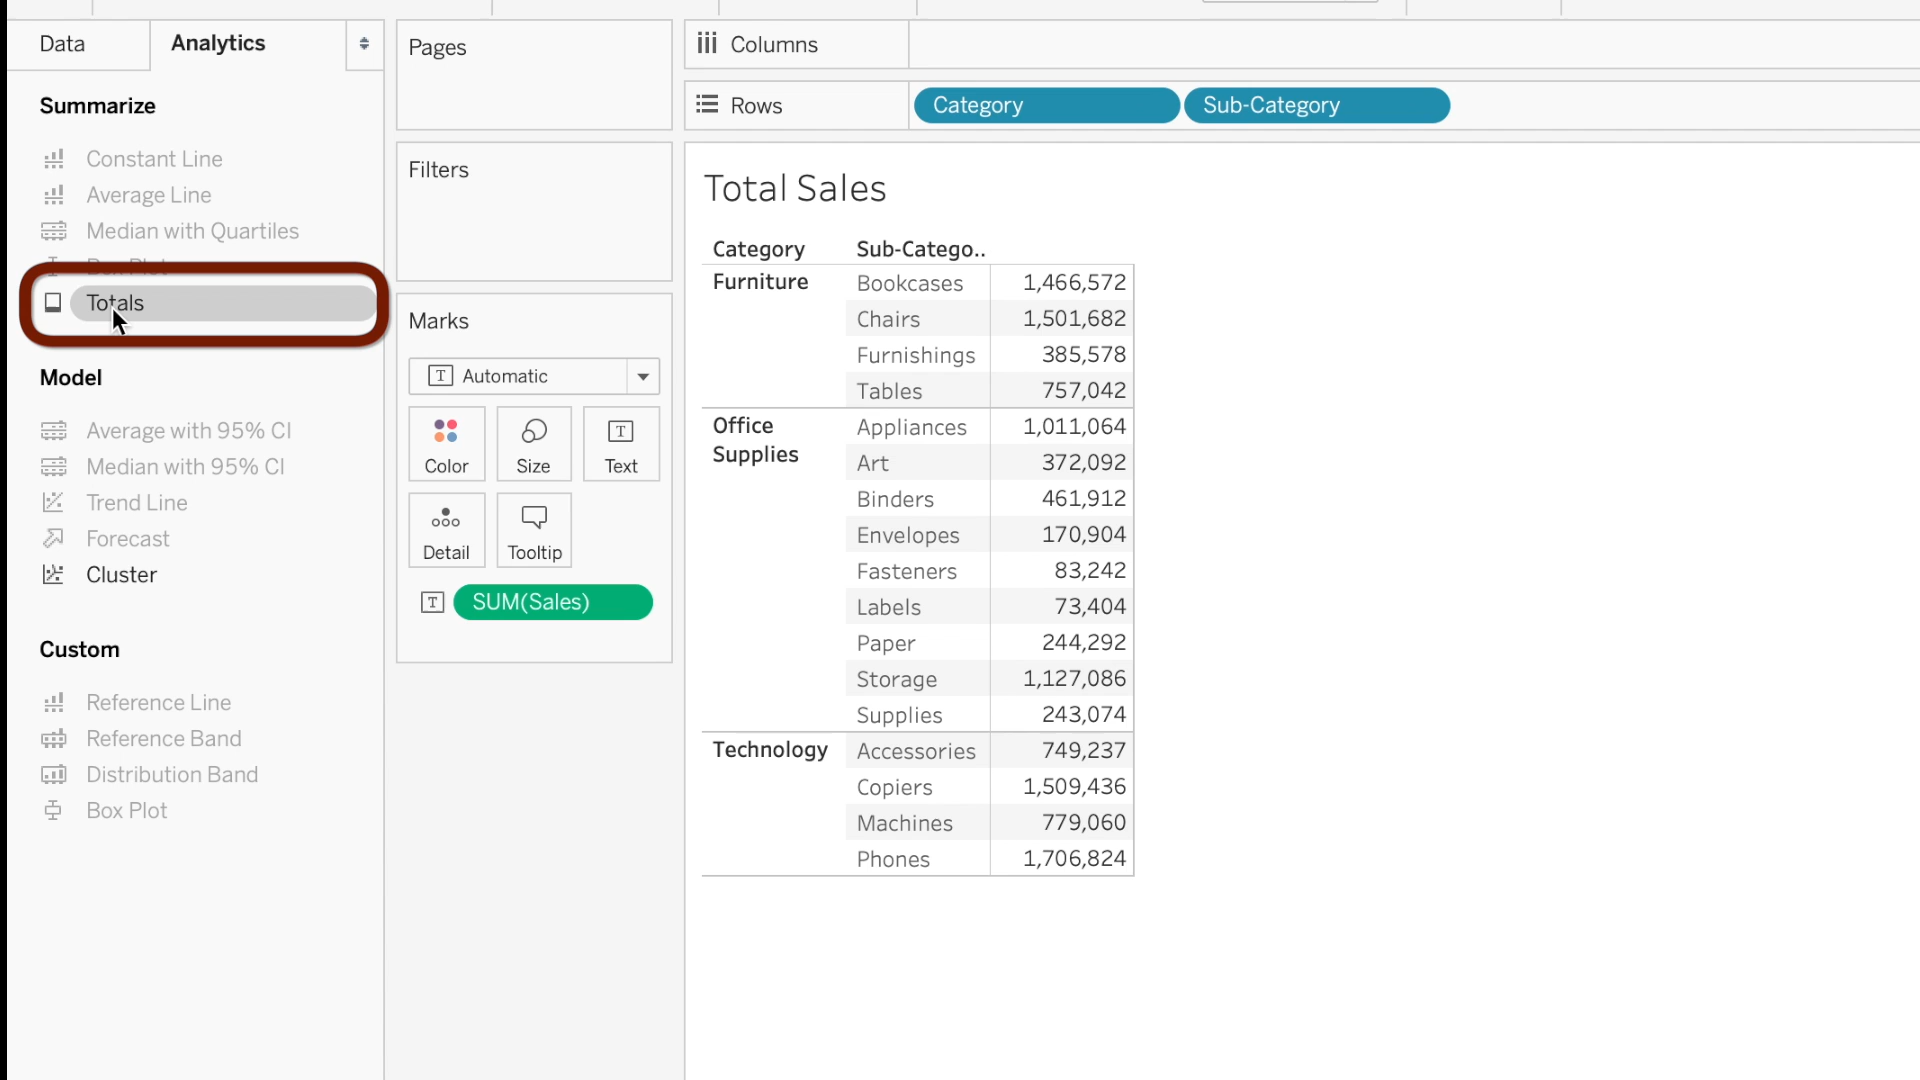 Data
Analytics
Summarize
Constant Line
Average Line
Median with Quartiles
Box Plot
Totals
Model
Average with 95% CI
Median with 95% CI
Trend Line
Forecast
Cluster
Custom
Reference Line
Reference Band
Distribution Band
Box Plot
Pages
Filters
Marks
T Automatic
Color Size T Text
Detail Tooltip
T SUM(Sales)
Columns
Rows Category Sub-Category
Total Sales
Category Sub-Catego..
Furniture Bookcases 1,466,572
Chairs 1,501,682
Furnishings 385,578
Tables 757,042
Office Supplies Appliances 1,011,064
Art 372,092
Binders 461,912
Envelopes 170,904
Fasteners 83,242
Labels 73,404
Paper 244,292
Storage 1,127,086
Supplies 243,074
Technology Accessories 749,237
Copiers 1,509,436
Machines 779,060
Phones 1,706,824